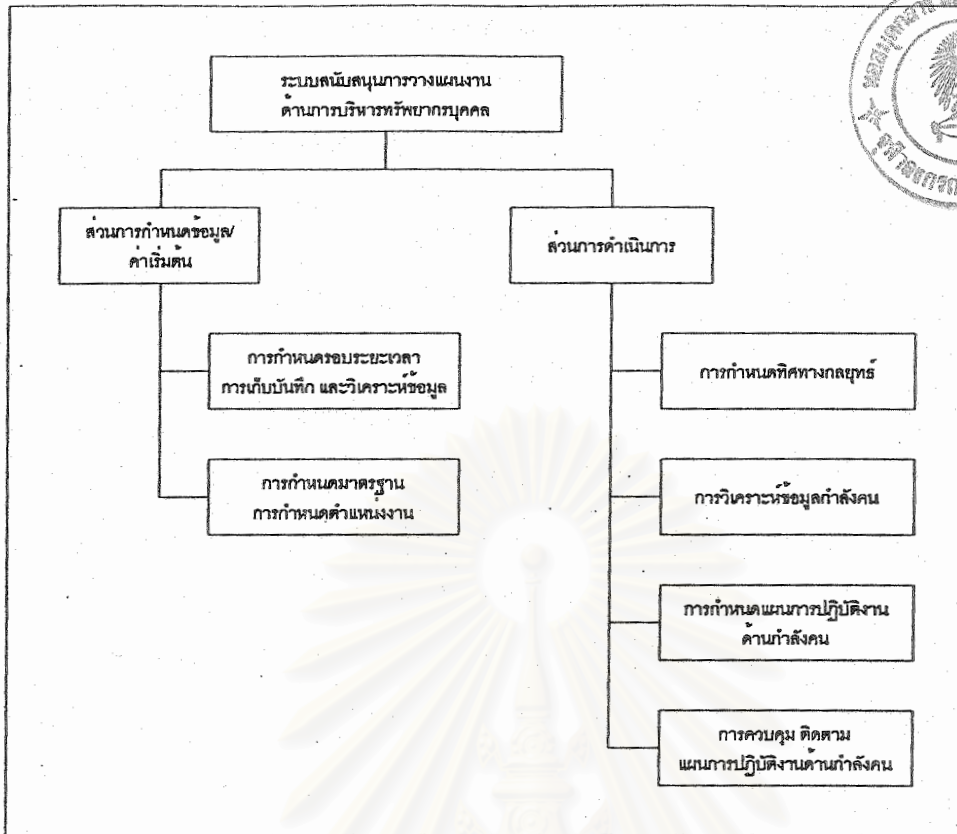 ระบบสนับสนุนการวางแผนงาน
ด้านการบริหารทรัพยากรบุคคล
ส่วนการกำหนดข้อมูล/
ค่าเริ่มต้น
ส่วนการดำเนินการ
การกำหนดรอบระยะเวลา
การเก็บบันทึก และวิเคราะห์ข้อมูล
การกำหนดทิศทางกลยุทธ์
การกำหนดมาตรฐาน
การกำหนดตำแหน่งงาน
การวิเคราะห์ข้อมูลกำลังคน
การกำหนดแผนการปฏิบัติงาน
ด้านกำลังคน
การควบคุม ติดตาม
แผนการปฏิบัติงานด้านกำลังคน